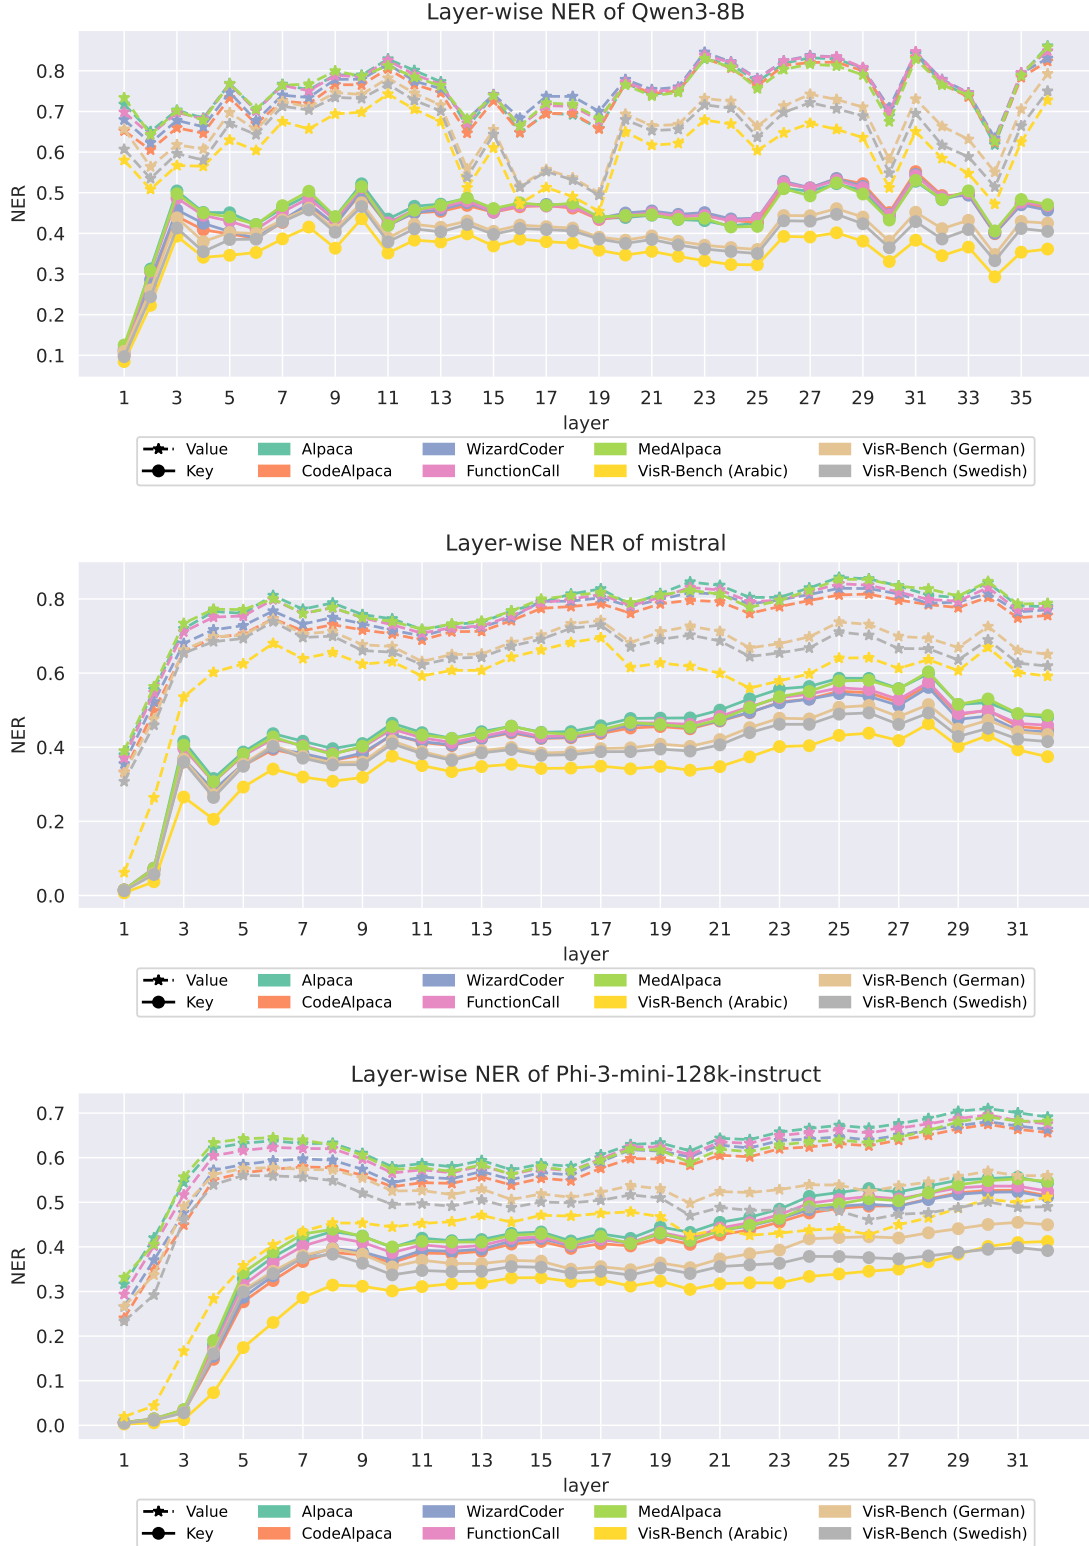 Layer-wise NER of Qwen3-8B
NER
0.8
0.7
0.6
0.5
0.4
0.3
0.2
0.1
1 3 5 7 9 11 13 15 17 19 21 23 25 27 29 31 33 35
layer
Value Alpaca WizardCoder MedAlpaca VisR-Bench (German)
Key CodeAlpaca FunctionCall VisR-Bench (Arabic) VisR-Bench (Swedish)
Layer-wise NER of mistral
NER
0.8
0.6
0.4
0.2
0.0
1 3 5 7 9 11 13 15 17 19 21 23 25 27 29 31
layer
Value Alpaca WizardCoder MedAlpaca VisR-Bench (German)
Key CodeAlpaca FunctionCall VisR-Bench (Arabic) VisR-Bench (Swedish)
Layer-wise NER of Phi-3-mini-128k-instruct
NER
0.7
0.6
0.5
0.4
0.3
0.2
0.1
0.0
1 3 5 7 9 11 13 15 17 19 21 23 25 27 29 31
layer
Value Alpaca WizardCoder MedAlpaca VisR-Bench (German)
Key CodeAlpaca FunctionCall VisR-Bench (Arabic) VisR-Bench (Swedish)